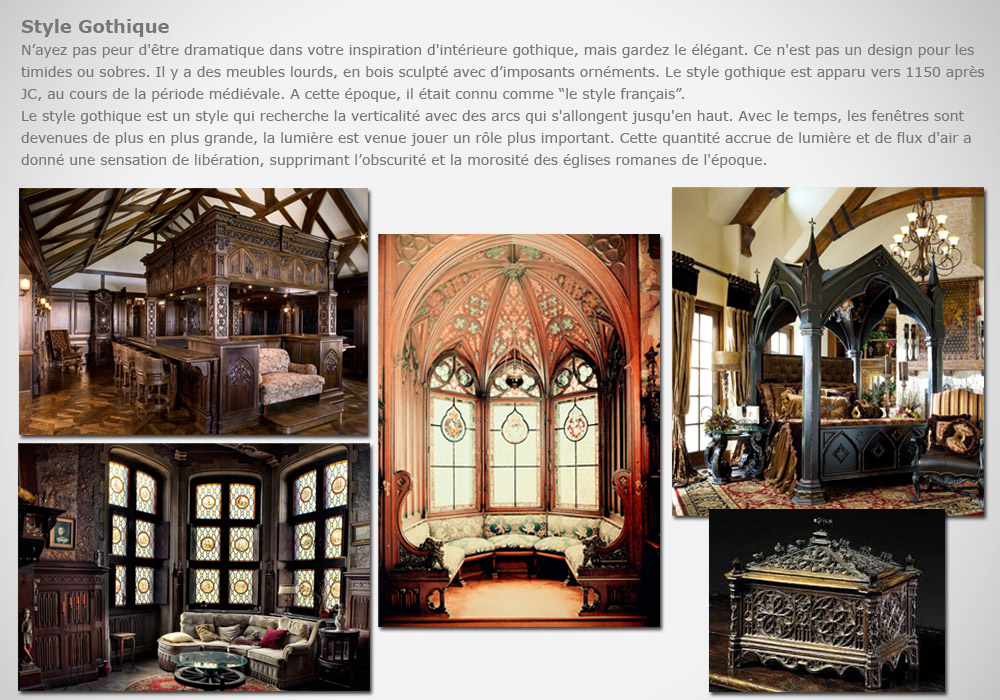 Style Gothique
N’ayez pas peur d'être dramatique dans votre inspiration d'intérieure gothique, mais gardez le élégant. Ce n'est pas un design pour les
timides ou sobres. Il y a des meubles lourds, en bois sculpté avec d’imposants ornéments. Le style gothique est apparu vers 1150 après
JC, au cours de la période médiévale. A cette époque, il était connu comme “le style français”.
Le style gothique est un style qui recherche la verticalité avec des arcs qui s'allongent jusqu'en haut. Avec le temps, les fenêtres sont
devenues de plus en plus grande, la lumière est venue jouer un rôle plus important. Cette quantité accrue de lumière et de flux d'air a
donné une sensation de libération, supprimant l’obscurité et la morosité des églises romanes de l'époque.